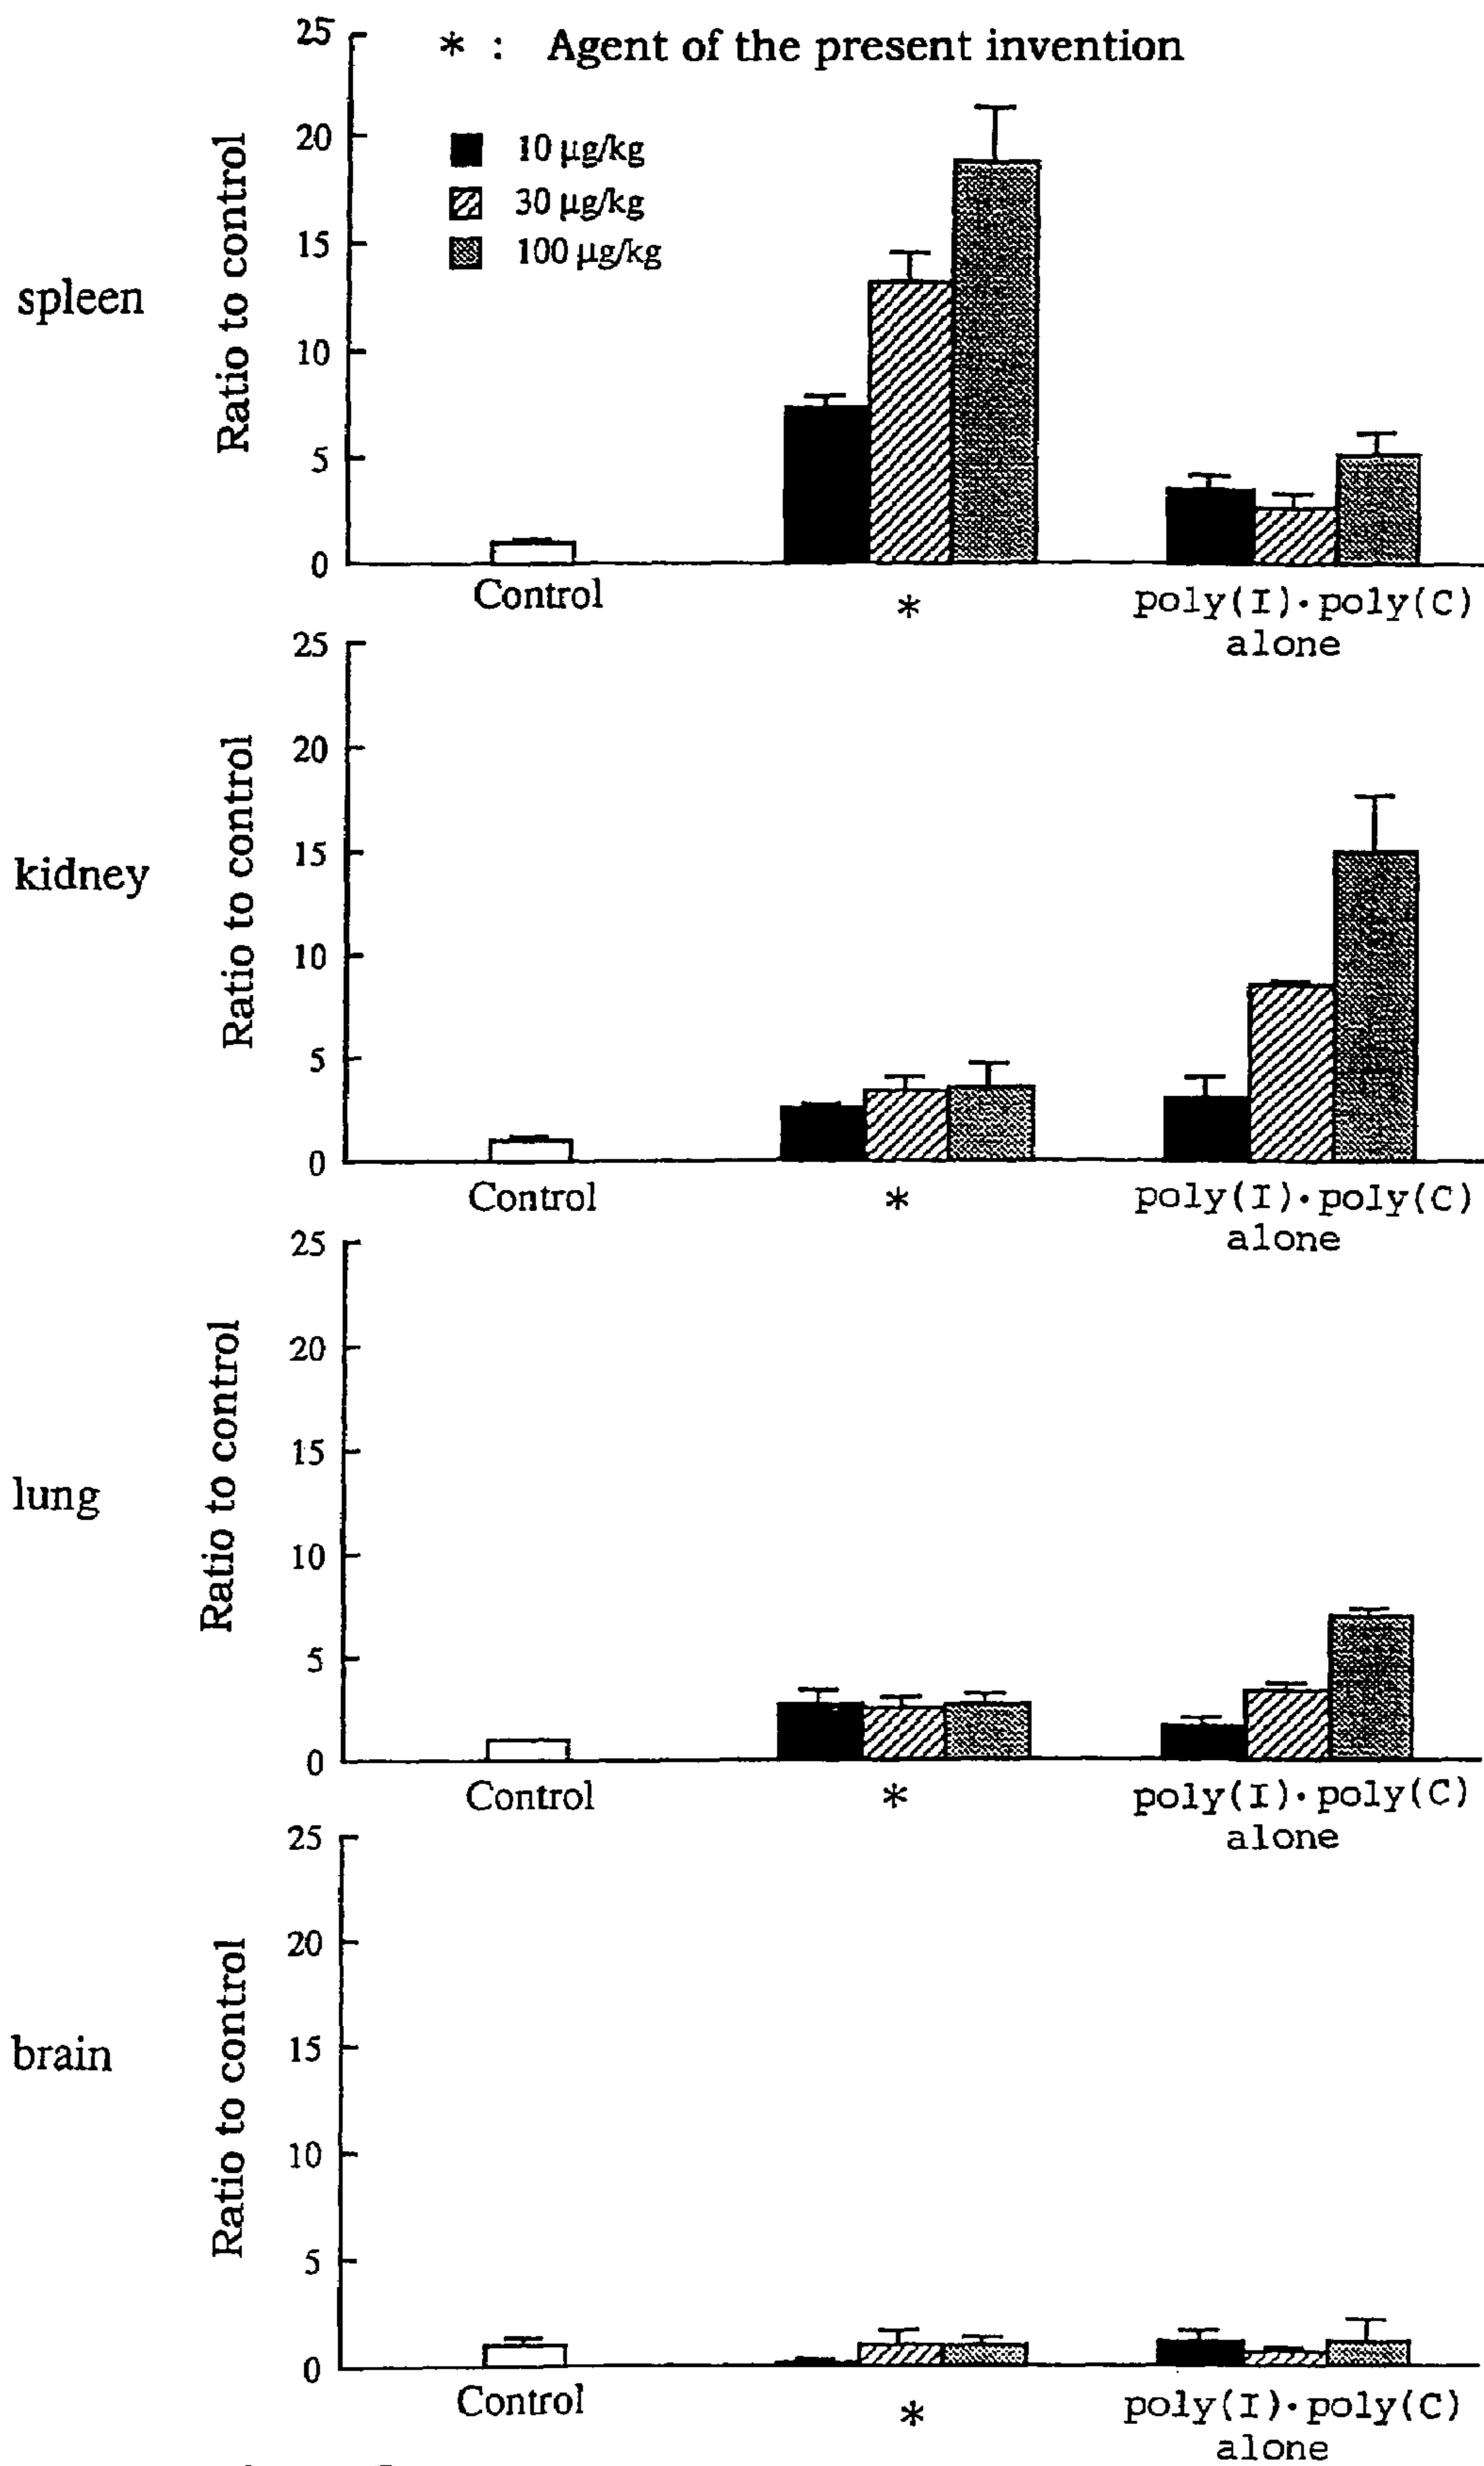 * : Agent of the present invention
10 µg/kg
30 µg/kg
100 µg/kg
spleen
Ratio to control
25
20
15
10
5
0
Control
*
poly(I)·poly(C)
alone
kidney
Ratio to control
25
20
15
10
5
0
Control
*
poly(I)·poly(C)
alone
lung
Ratio to control
25
20
15
10
5
0
Control
*
poly(I)·poly(C)
alone
brain
Ratio to control
25
20
15
10
5
0
Control
*
poly(I)·poly(C)
alone